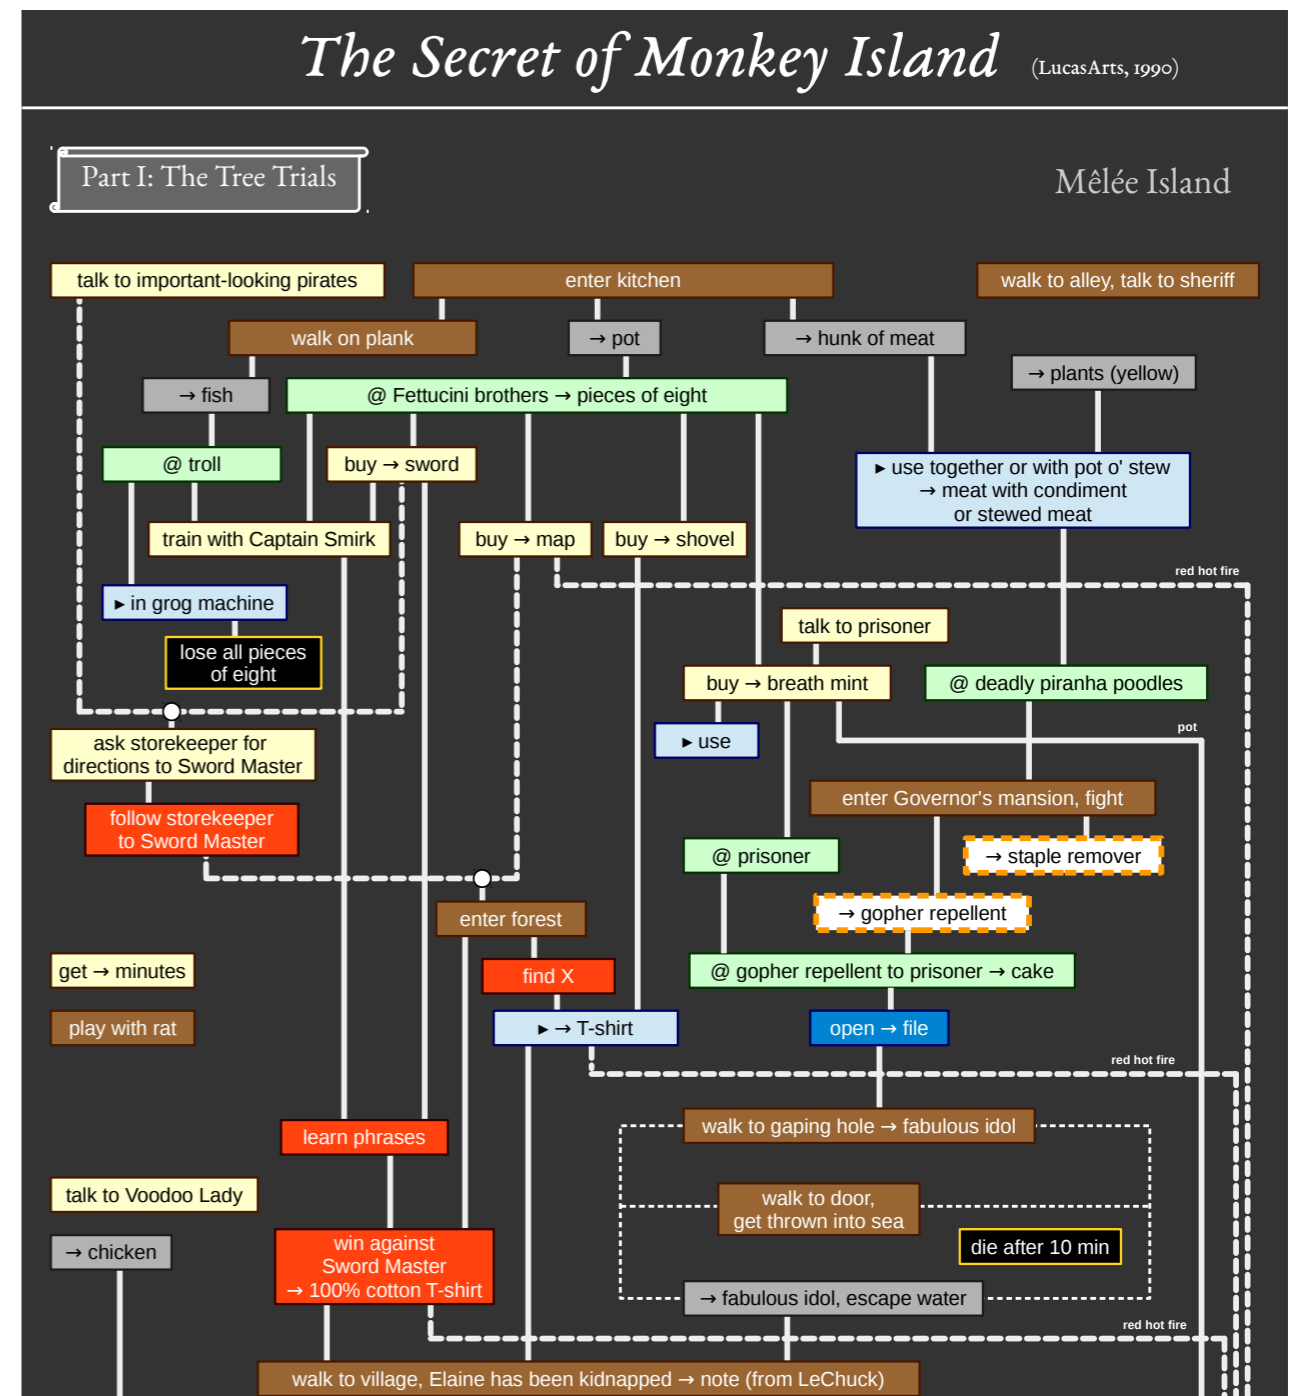 The Secret of Monkey Island (LucasArts, 1990)
Part I: The Tree Trials
Mêlée Island
talk to important-looking pirates
enter kitchen
walk to alley, talk to sheriff
walk on plank
→ pot
→ hunk of meat
→ plants (yellow)
→ fish
@ Fettucini brothers → pieces of eight
@ troll
buy → sword
▸ use together or with pot o' stew
→ meat with condiment
or stewed meat
train with Captain Smirk
buy → map
buy → shovel
red hot fire
▸ in grog machine
talk to prisoner
lose all pieces
of eight
buy → breath mint
@ deadly piranha poodles
pot
ask storekeeper for
directions to Sword Master
▸ use
enter Governor's mansion, fight
follow storekeeper
to Sword Master
@ prisoner
→ staple remover
→ gopher repellent
enter forest
get → minutes
find X
@ gopher repellent to prisoner → cake
play with rat
▸ → T-shirt
open → file
red hot fire
learn phrases
walk to gaping hole → fabulous idol
talk to Voodoo Lady
walk to door,
get thrown into sea
→ chicken
win against
Sword Master
→ 100% cotton T-shirt
die after 10 min
→ fabulous idol, escape water
red hot fire
walk to village, Elaine has been kidnapped → note (from LeChuck)